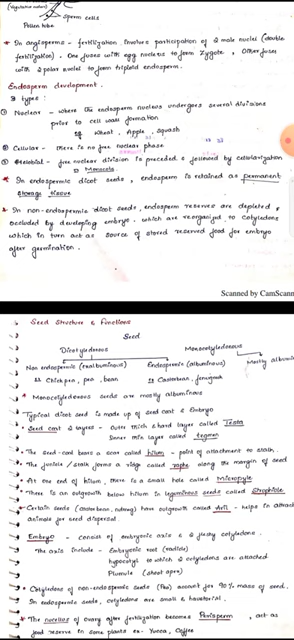 (Vegetative nucleus)
Sperm cells
Pollen tube
* In angiosperms - fertilization involve participation of 2 male nuclei (double
fertilization). One fuses with egg nucleus to form Zygote, Other fuses
with 2 polar nuclei to form triploid endosperm.
Endosperm development.
3 types:
① Nuclear - where the endosperm nucleus undergoes several divisions
prior to cell wall formation
Eg Wheat, Apple, Squash
② Cellular - there is no free nuclear phase
③ Helobial - free nuclear division is preceded & followed by cellularization
Monocots.
* In endospermic dicot seeds, endosperm is retained as permanent
storage tissue
* In non-endospermic dicot seeds, endosperm reserves are depleted &
occluded by developing embryo. which are reorganized to cotyledons
which in turn act as source of stored reserved food for embryo
after germination.
Scanned by CamScann
Seed Structure & Functions
Seed
Dicotyledonous Monocotyledonous
Non endospermic (exalbuminous) Endospermic (albuminous) Mostly albumin
Chickpea, pea, bean Castorbean, fenugreek
* Monocotyledonous seeds are mostly albuminous
Typical dicot seed is made up of seed coat & Embryo
Seed coat 2 layers - outer thick & hard layer called Testa
Inner thin layer called tegmen
* The seed-coat bears a scar called hilum - point of attachment to stalk.
* The funicle / stalk forms a ridge called raphe along the margin of seed
* At one end of hilum, there is a small hole called Micropyle
* There is an outgrowth below hilum in leguminous seeds called Strophiole
* Certain seeds (castorbean, nutmeg) have outgrowth called Aril - helps in attract
animals for seed dispersal.
Embryo - consist of embryonic axis & 2 fleshy cotyledons.
The axis include - Embryonic root (radicle)
hypocotyl to which 2 cotyledons are attached
Plumule (shoot apex)
* Cotyledons of non-endospermic seeds (Pea) account for 90% mass of seed.
In endospermic seeds, cotyledons are small & haustorial.
* The nucellus of ovary after fertilization becomes Perisperm, act as
food reserve in some plants ex- Yucca, Coffee